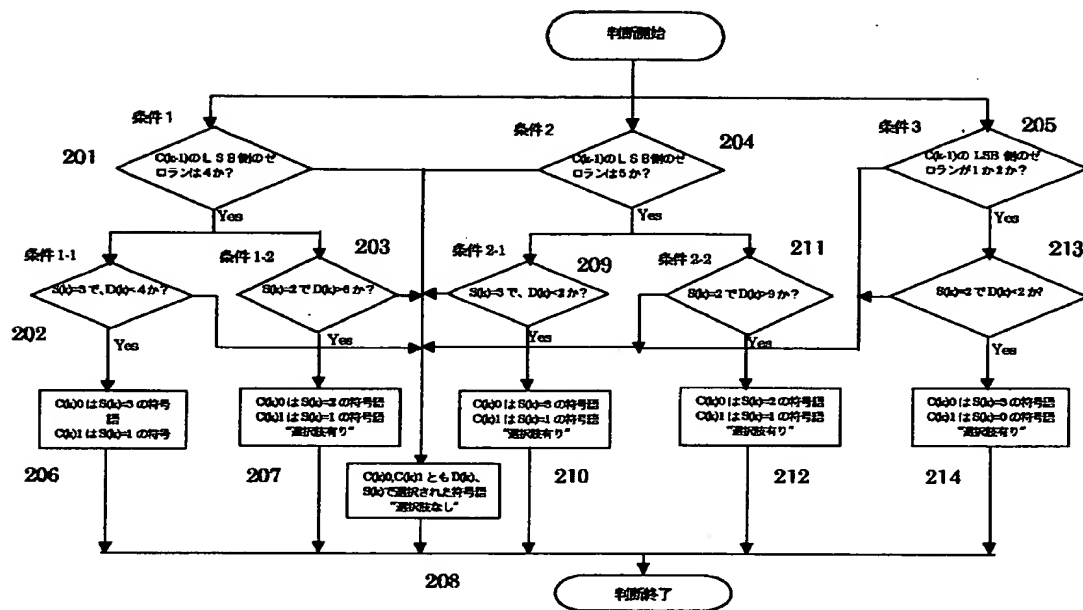 判断開始
条件1
201
C(k-1)のLSB側のゼ
ロランは4か?
条件2
204
C(k-1)のLSB側のゼ
ロランは5か?
条件3
205
C(k-1)の LSB 側のゼ
ロランが1か2か?
Yes
Yes
Yes
条件1-1
S(k)=3で、D(k)<4か?
202
条件1-2
203
S(k)=2でD(k)>6か?
条件2-1
209
S(k)=3で、D(k)<2か?
条件2-2
211
S(k)=2でD(k)>9か?
213
S(k)=2でD(k)<2か?
Yes
Yes
Yes
Yes
Yes
C(k)0はS(k)=3の符号
語
C(k)1はS(k)=1の符号
206
C(k)0はS(k)=2の符号語
C(k)1はS(k)=1の符号語
"選択肢有り"
207
C(k)0,C(k)1ともD(k)、
S(k)で選択された符号語
"選択肢なし"
208
C(k)0はS(k)=3の符号語
C(k)1はS(k)=1の符号語
"選択肢有り"
210
C(k)0はS(k)=2の符号語
C(k)1はS(k)=1の符号語
"選択肢有り"
212
C(k)0はS(k)=3の符号語
C(k)1はS(k)=0の符号語
"選択肢有り"
214
判断終了